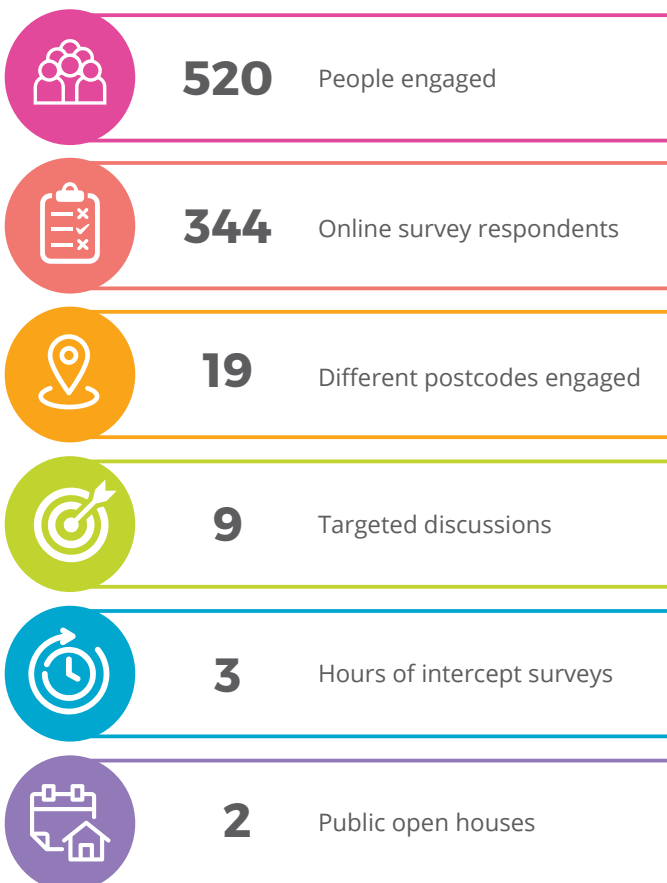 520 People engaged
344 Online survey respondents
19 Different postcodes engaged
9 Targeted discussions
3 Hours of intercept surveys
2 Public open houses